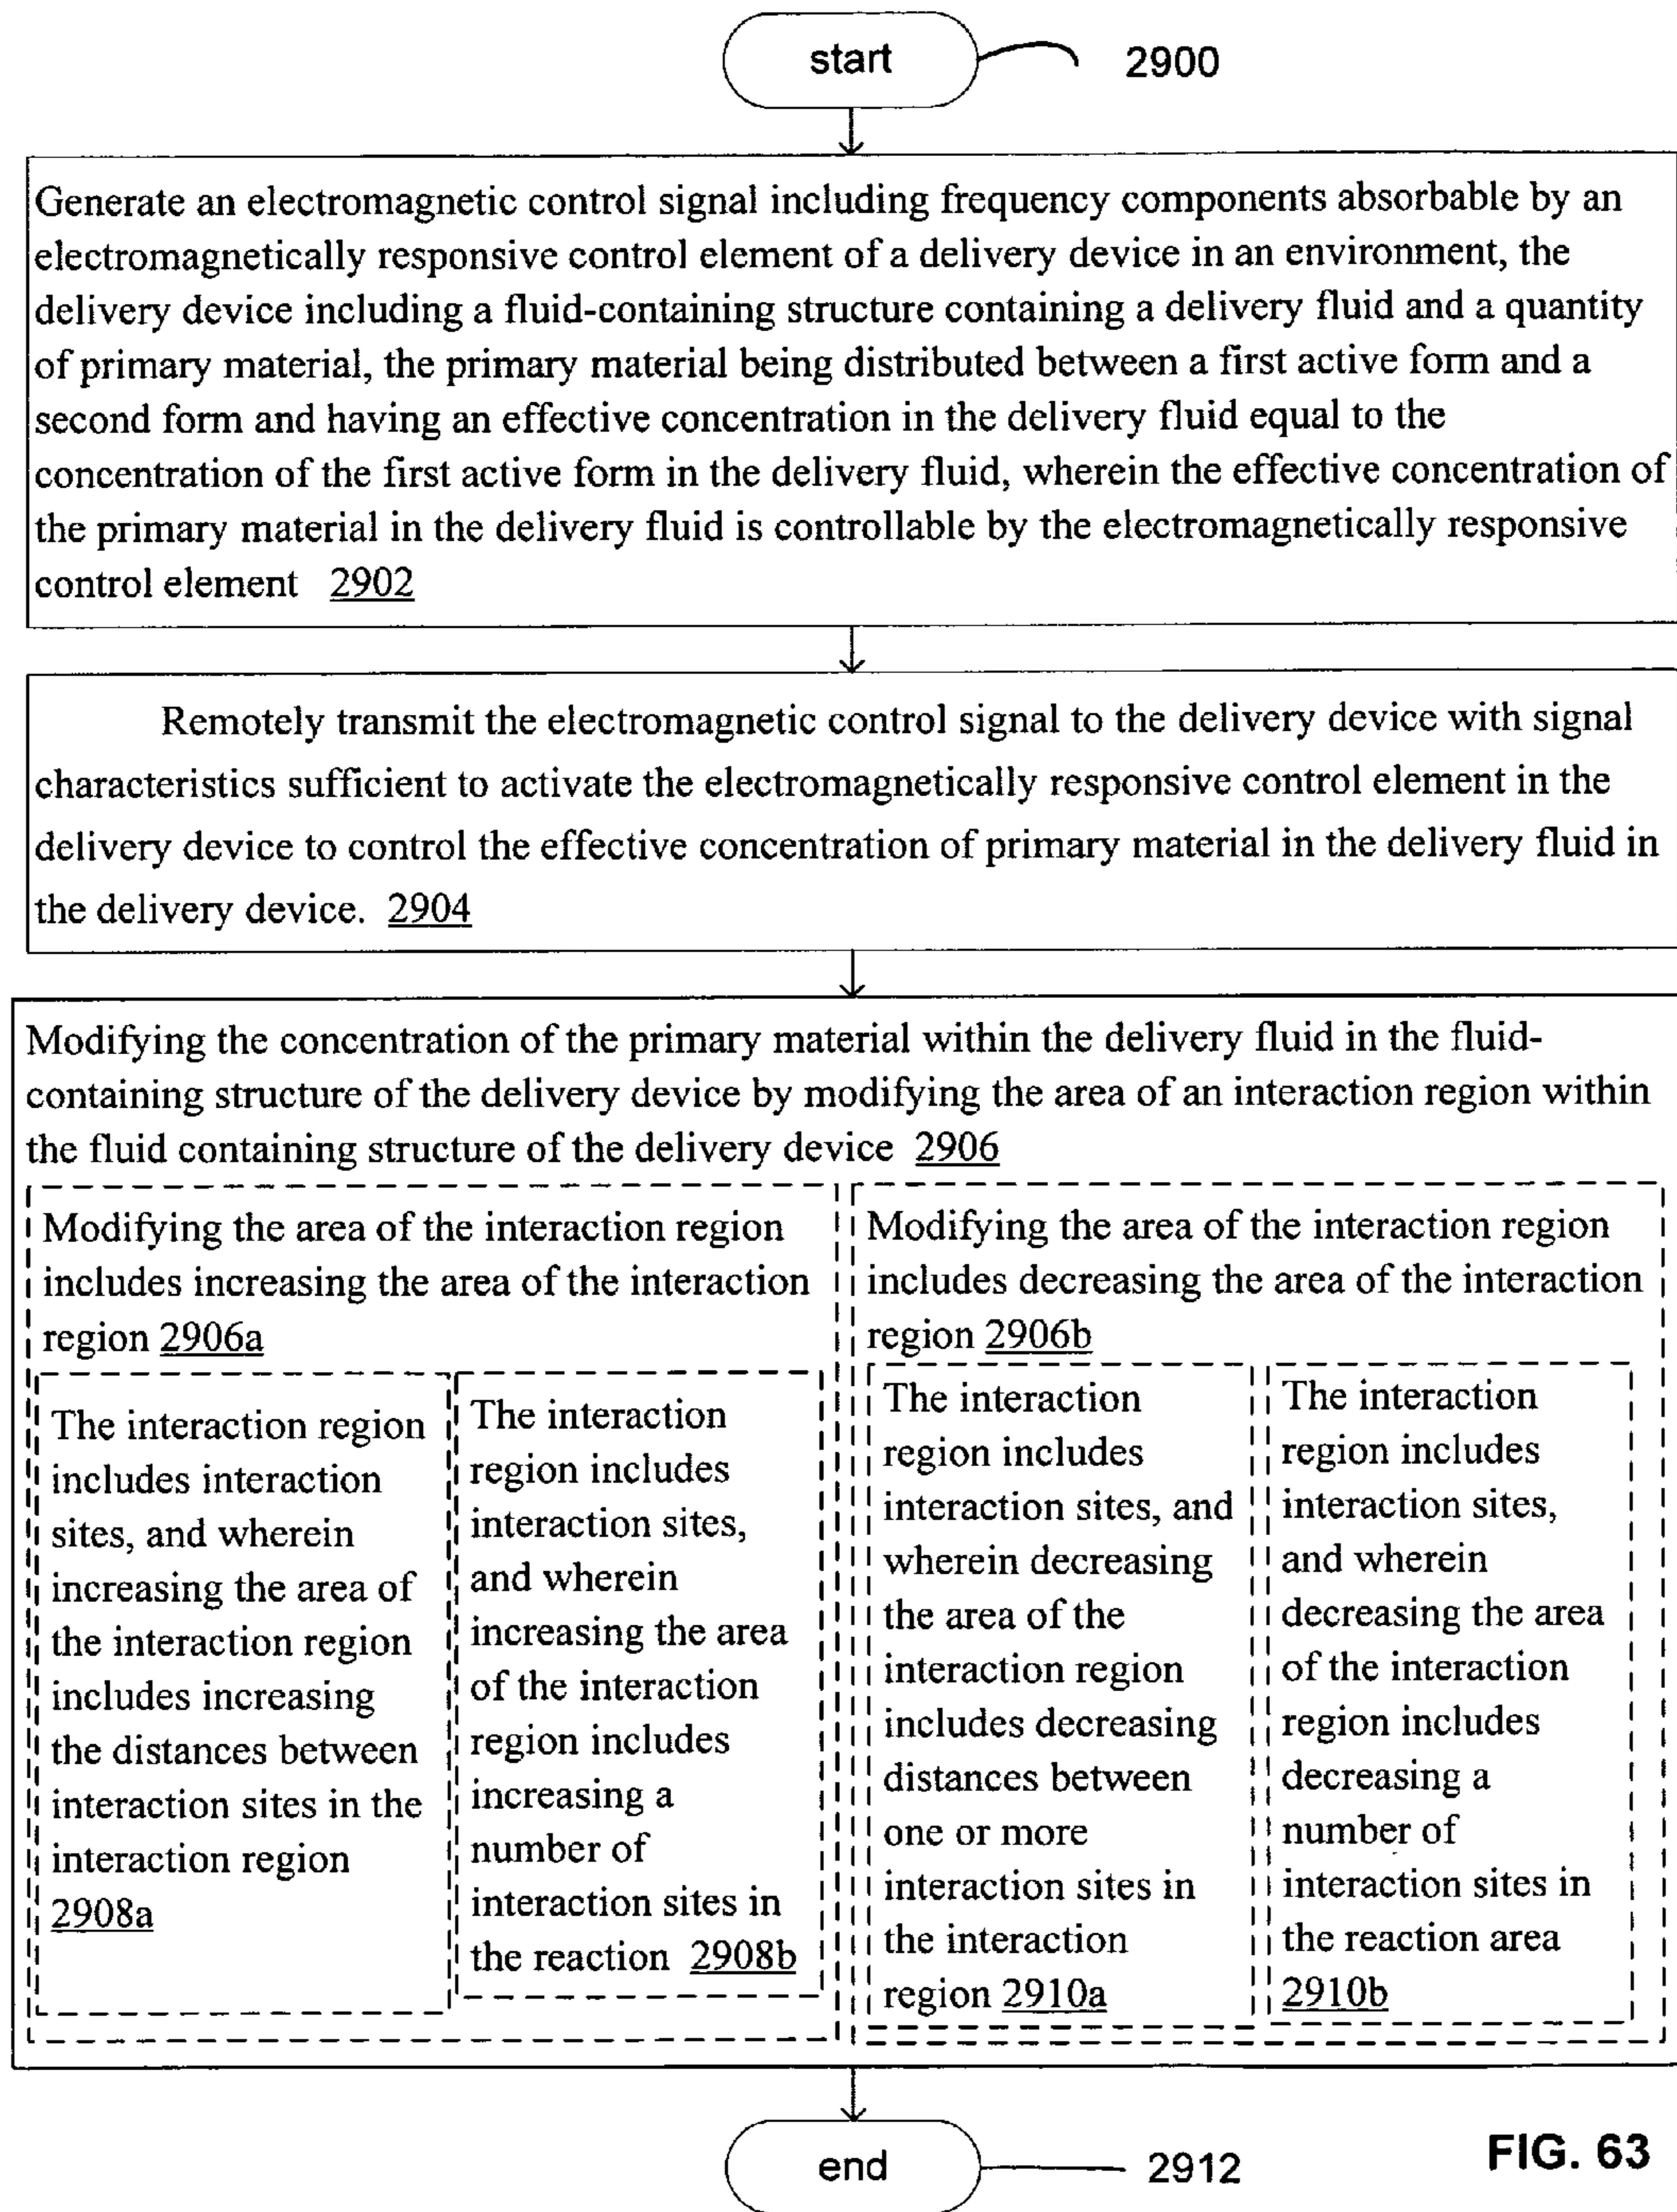 start
2900
Generate an electromagnetic control signal including frequency components absorbable by an
electromagnetically responsive control element of a delivery device in an environment, the
delivery device including a fluid-containing structure containing a delivery fluid and a quantity
of primary material, the primary material being distributed between a first active form and a
second form and having an effective concentration in the delivery fluid equal to the
concentration of the first active form in the delivery fluid, wherein the effective concentration of
the primary material in the delivery fluid is controllable by the electromagnetically responsive
control element 2902
Remotely transmit the electromagnetic control signal to the delivery device with signal
characteristics sufficient to activate the electromagnetically responsive control element in the
delivery device to control the effective concentration of primary material in the delivery fluid in
the delivery device. 2904
Modifying the concentration of the primary material within the delivery fluid in the fluid-
containing structure of the delivery device by modifying the area of an interaction region within
the fluid containing structure of the delivery device 2906
Modifying the area of the interaction region
includes increasing the area of the interaction
region 2906a
The interaction region
includes interaction
sites, and wherein
increasing the area of
the interaction region
includes increasing
the distances between
interaction sites in the
interaction region
2908a
The interaction
region includes
interaction sites,
and wherein
increasing the area
of the interaction
region includes
increasing a
number of
interaction sites in
the reaction 2908b
Modifying the area of the interaction region
includes decreasing the area of the interaction
region 2906b
The interaction
region includes
interaction sites, and
wherein decreasing
the area of the
interaction region
includes decreasing
distances between
one or more
interaction sites in
the interaction
region 2910a
The interaction
region includes
interaction sites,
and wherein
decreasing the area
of the interaction
region includes
decreasing a
number of
interaction sites in
the reaction area
2910b
end
2912
FIG. 63